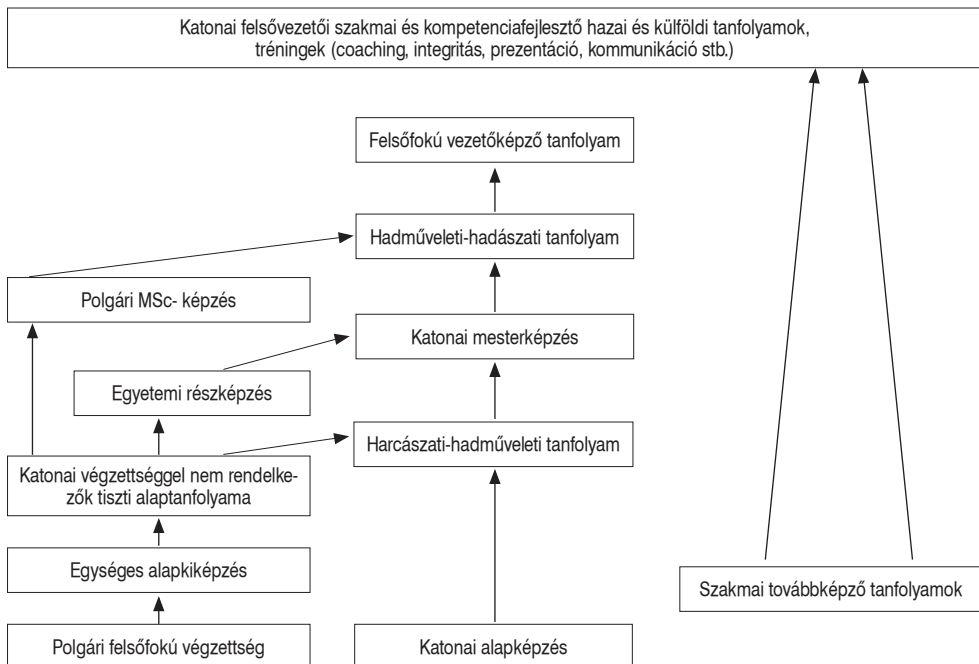 Katonai felsővezetői szakmai és kompetenciafejlesztő hazai és külföldi tanfolyamok,
tréningek (coaching, integritás, prezentáció, kommunikáció stb.)
Felsőfokú vezetőképző tanfolyam
Hadműveleti-hadászati tanfolyam
Polgári MSc- képzés
Katonai mesterképzés
Egyetemi részképzés
Harcászati-hadműveleti tanfolyam
Katonai végzettséggel nem rendelke-
zők tiszti alaptanfolyama
Egységes alapkiképzés
Szakmai továbbképző tanfolyamok
Polgári felsőfokú végzettség
Katonai alapképzés